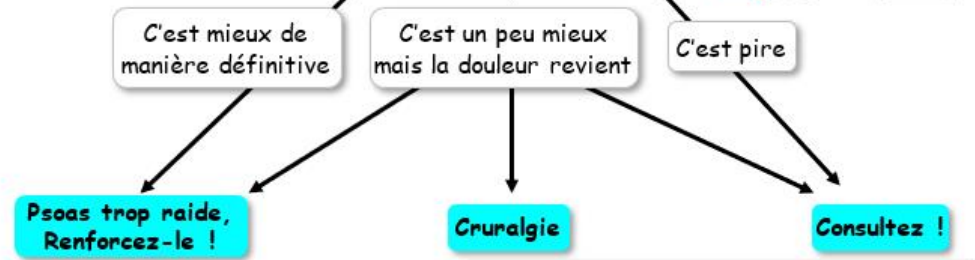 C'est mieux de
manière définitive
C'est un peu mieux
mais la douleur revient
C'est pire
Psoas trop raide,
Renforcez-le !
Cruralgie
Consultez !